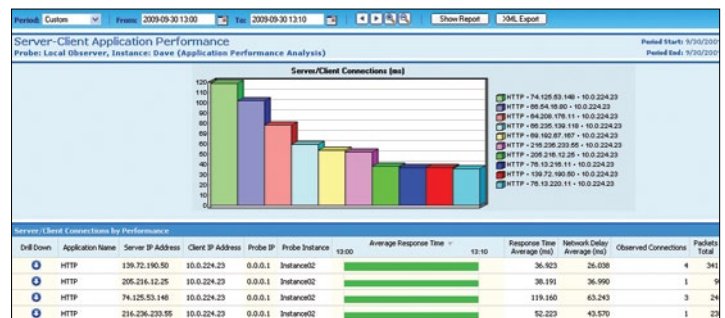 Period: Custom From: 2009-09-30 13:00 To: 2009-09-30 13:10 Show Report XML Export
Server-Client Application Performance
Period Start: 9/30/200
Probe: Local Observer, Instance: Dave (Application Performance Analysis)
Period End: 9/30/200
Server/Client Connections (ms)
120
110
100
90
80
70
60
50
40
30
20
10
HTTP - 74.125.53.148 - 10.0.224.23
HTTP - 66.54.16.80 - 10.0.224.23
HTTP - 64.208.176.11 - 10.0.224.23
HTTP - 66.235.139.118 - 10.0.224.23
HTTP - 69.192.87.167 - 10.0.224.23
HTTP - 216.236.233.55 - 10.0.224.23
HTTP - 205.216.12.25 - 10.0.224.23
HTTP - 76.13.216.11 - 10.0.224.23
HTTP - 139.72.190.50 - 10.0.224.23
HTTP - 76.13.220.11 - 10.0.224.23
Server/Client Connections by Performance
Drill Down Application Name Server IP Address Client IP Address Probe IP Probe Instance 13:00 Average Response Time 13:10 Response Time Average (ms) Network Delay Average (ms) Observed Connections Packets Total
HTTP 139.72.190.50 10.0.224.23 0.0.0.1 Instance02 36.923 26.038 4 341
HTTP 205.216.12.25 10.0.224.23 0.0.0.1 Instance02 38.191 36.990 1 9
HTTP 74.125.53.148 10.0.224.23 0.0.0.1 Instance02 119.160 63.243 3 24
HTTP 216.236.233.55 10.0.224.23 0.0.0.1 Instance02 52.223 43.570 1 23